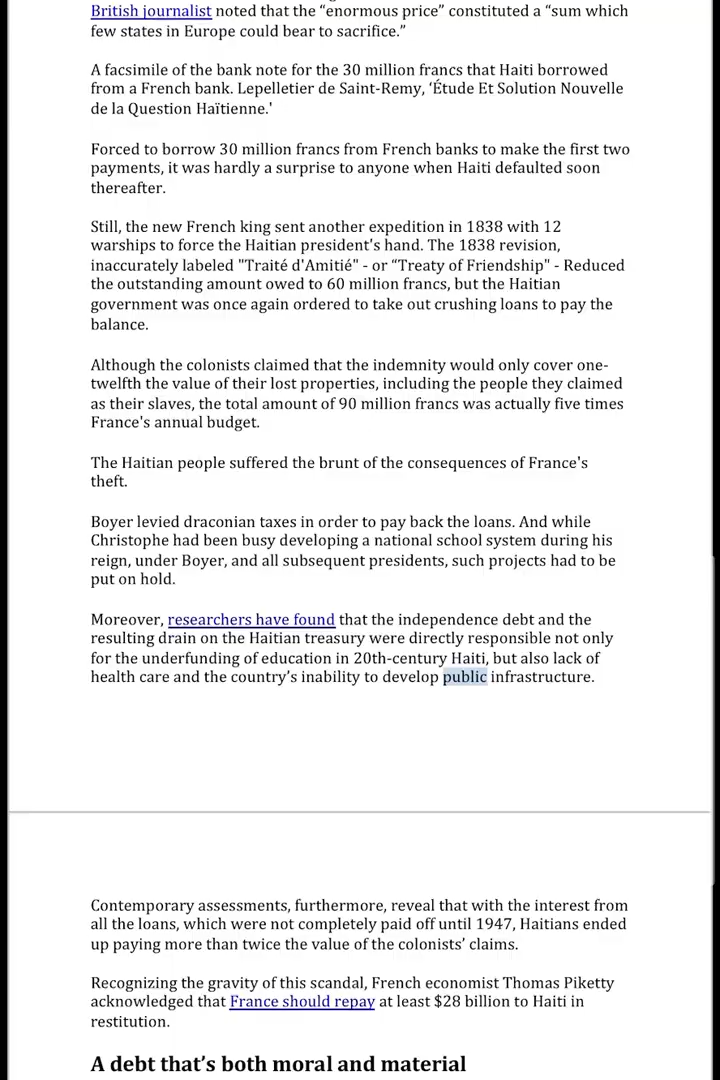 British journalist noted that the “enormous price” constituted a “sum which
few states in Europe could bear to sacrifice.”
A facsimile of the bank note for the 30 million francs that Haiti borrowed
from a French bank. Lepelletier de Saint-Remy, ‘Étude Et Solution Nouvelle
de la Question Haïtienne.'
Forced to borrow 30 million francs from French banks to make the first two
payments, it was hardly a surprise to anyone when Haiti defaulted soon
thereafter.
Still, the new French king sent another expedition in 1838 with 12
warships to force the Haitian president’s hand. The 1838 revision,
inaccurately labeled "Traité d'Amitié" - or “Treaty of Friendship" - Reduced
the outstanding amount owed to 60 million francs, but the Haitian
government was once again ordered to take out crushing loans to pay the
balance.
Although the colonists claimed that the indemnity would only cover one-
twelfth the value of their lost properties, including the people they claimed
as their slaves, the total amount of 90 million francs was actually five times
France's annual budget.
The Haitian people suffered the brunt of the consequences of France's
theft.
Boyer levied draconian taxes in order to pay back the loans. And while
Christophe had been busy developing a national school system during his
reign, under Boyer, and all subsequent presidents, such projects had to be
put on hold.
Moreover, researchers have found that the independence debt and the
resulting drain on the Haitian treasury were directly responsible not only
for the underfunding of education in 20th-century Haiti, but also lack of
health care and the country’s inability to develop public infrastructure.
Contemporary assessments, furthermore, reveal that with the interest from
all the loans, which were not completely paid off until 1947, Haitians ended
up paying more than twice the value of the colonists’ claims.
Recognizing the gravity of this scandal, French economist Thomas Piketty
acknowledged that France should repay at least $28 billion to Haiti in
restitution.
A debt that’s both moral and material